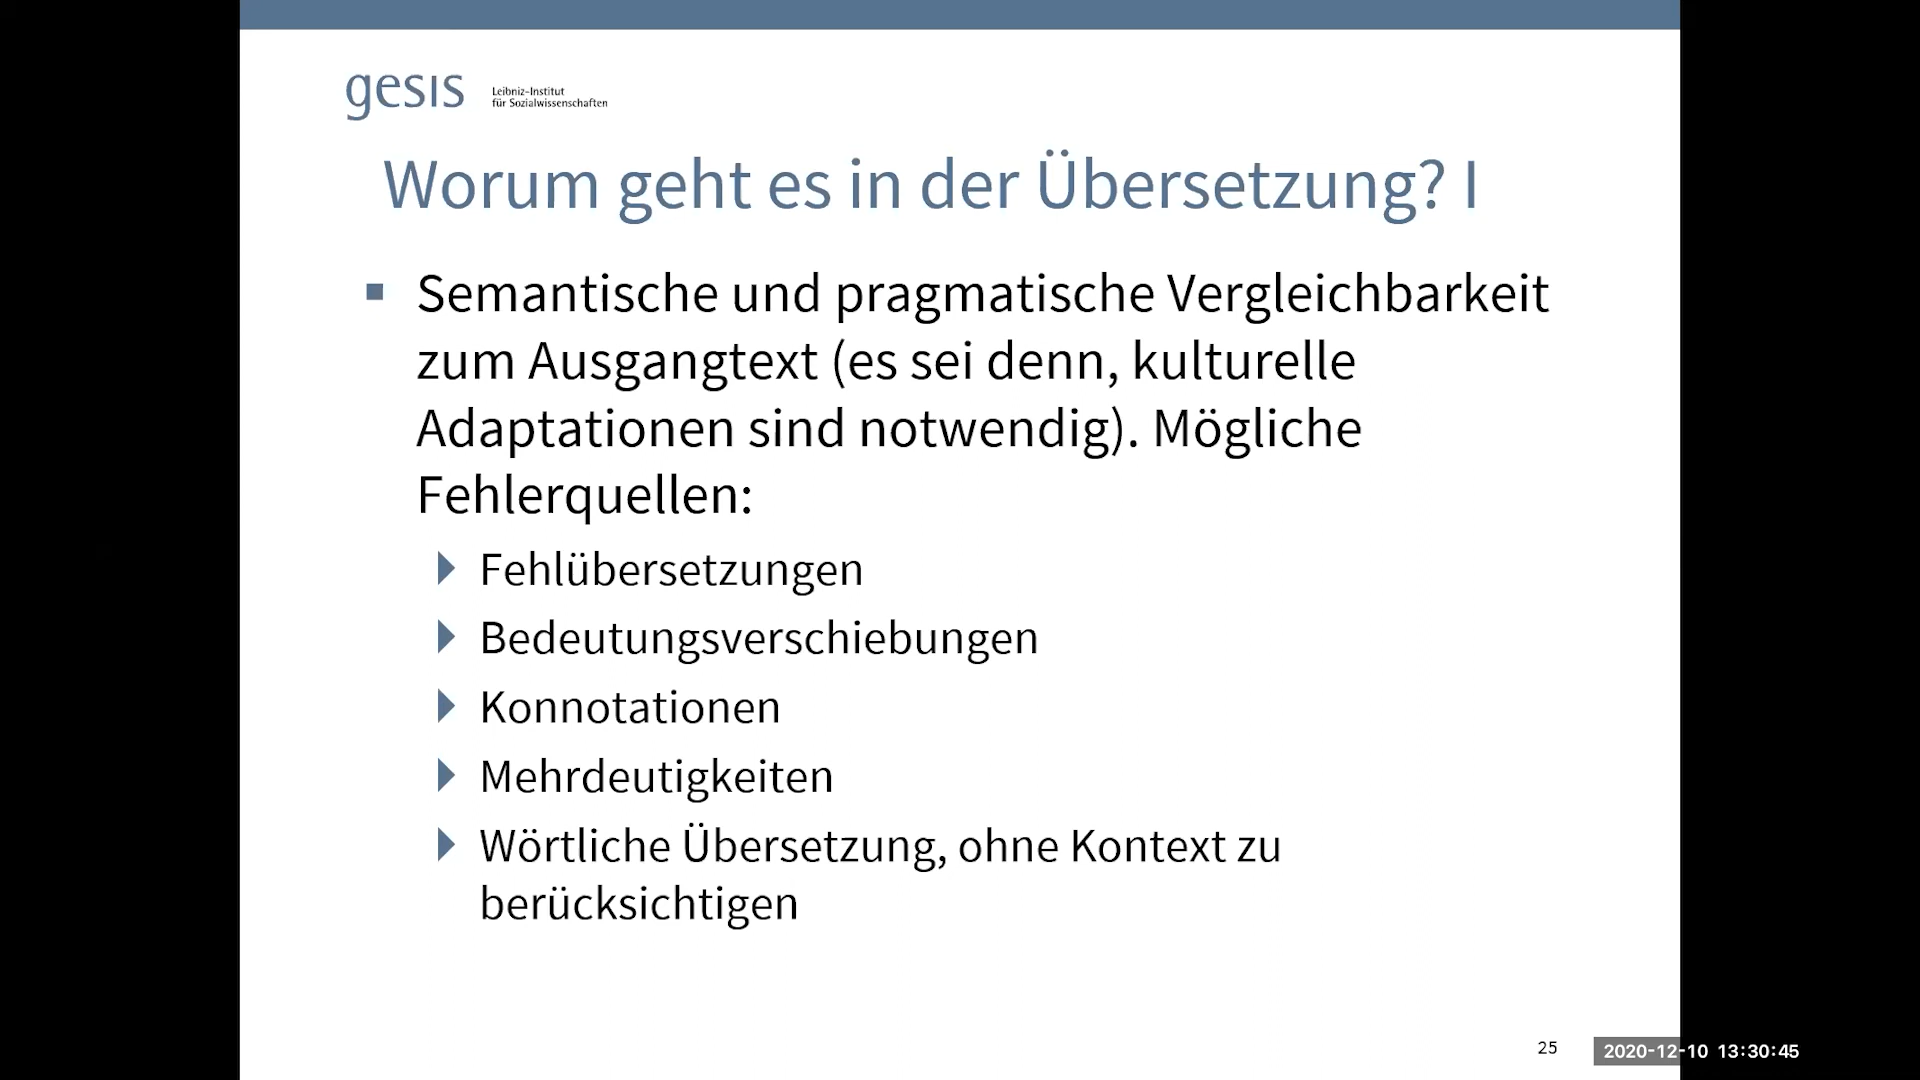 gesis
Leibniz-Institut
für Sozialwissenschaften
Worum geht es in der Übersetzung? I
Semantische und pragmatische Vergleichbarkeit
zum Ausgangtext (es sei denn, kulturelle
Adaptationen sind notwendig). Mögliche
Fehlerquellen:
Fehlübersetzungen
Bedeutungsverschiebungen
Konnotationen
Mehrdeutigkeiten
Wörtliche Übersetzung, ohne Kontext zu
berücksichtigen
25
2020-12-10 13:30:45